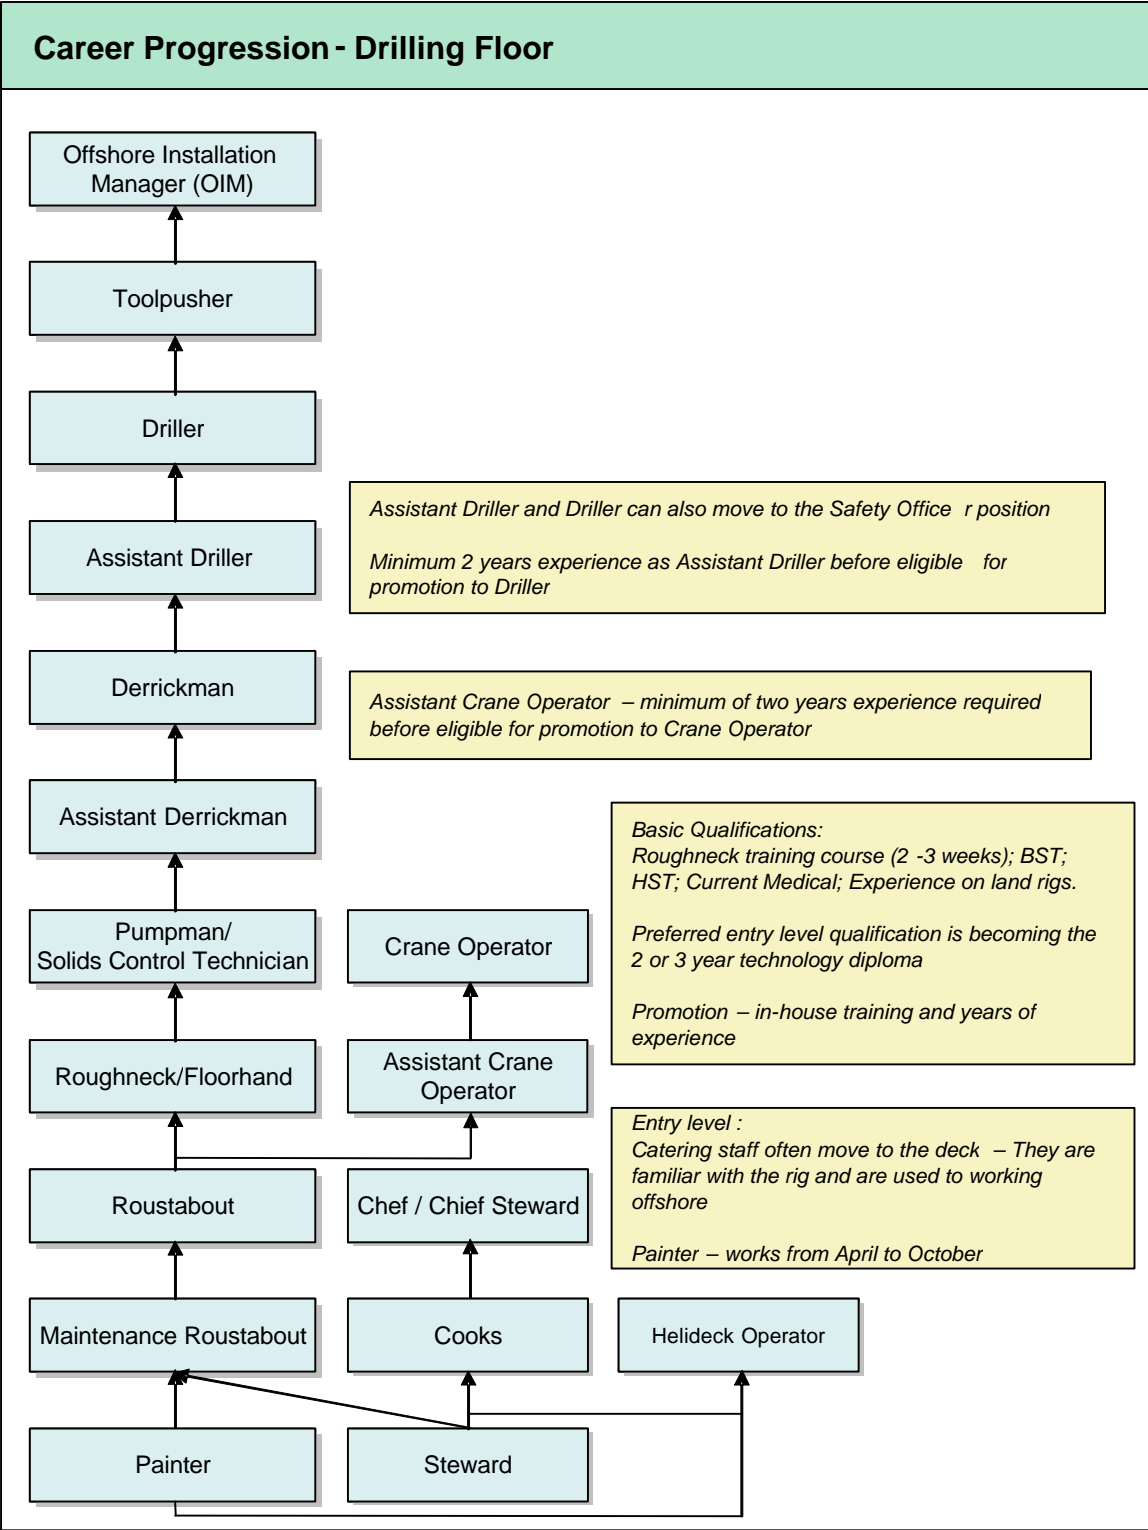 Career Progression - Drilling Floor
Offshore Installation
Manager (OIM)
Toolpusher
Driller
Assistant Driller
Assistant Driller and Driller can also move to the Safety Office r position
Minimum 2 years experience as Assistant Driller before eligible for
promotion to Driller
Derrickman
Assistant Crane Operator – minimum of two years experience required
before eligible for promotion to Crane Operator
Assistant Derrickman
Basic Qualifications:
Roughneck training course (2 -3 weeks); BST;
HST; Current Medical; Experience on land rigs.
Preferred entry level qualification is becoming the
2 or 3 year technology diploma
Promotion – in-house training and years of
experience
Pumpman/
Solids Control Technician
Crane Operator
Roughneck/Floorhand
Assistant Crane
Operator
Entry level :
Catering staff often move to the deck – They are
familiar with the rig and are used to working
offshore
Painter – works from April to October
Roustabout
Chef / Chief Steward
Maintenance Roustabout
Cooks
Helideck Operator
Painter
Steward